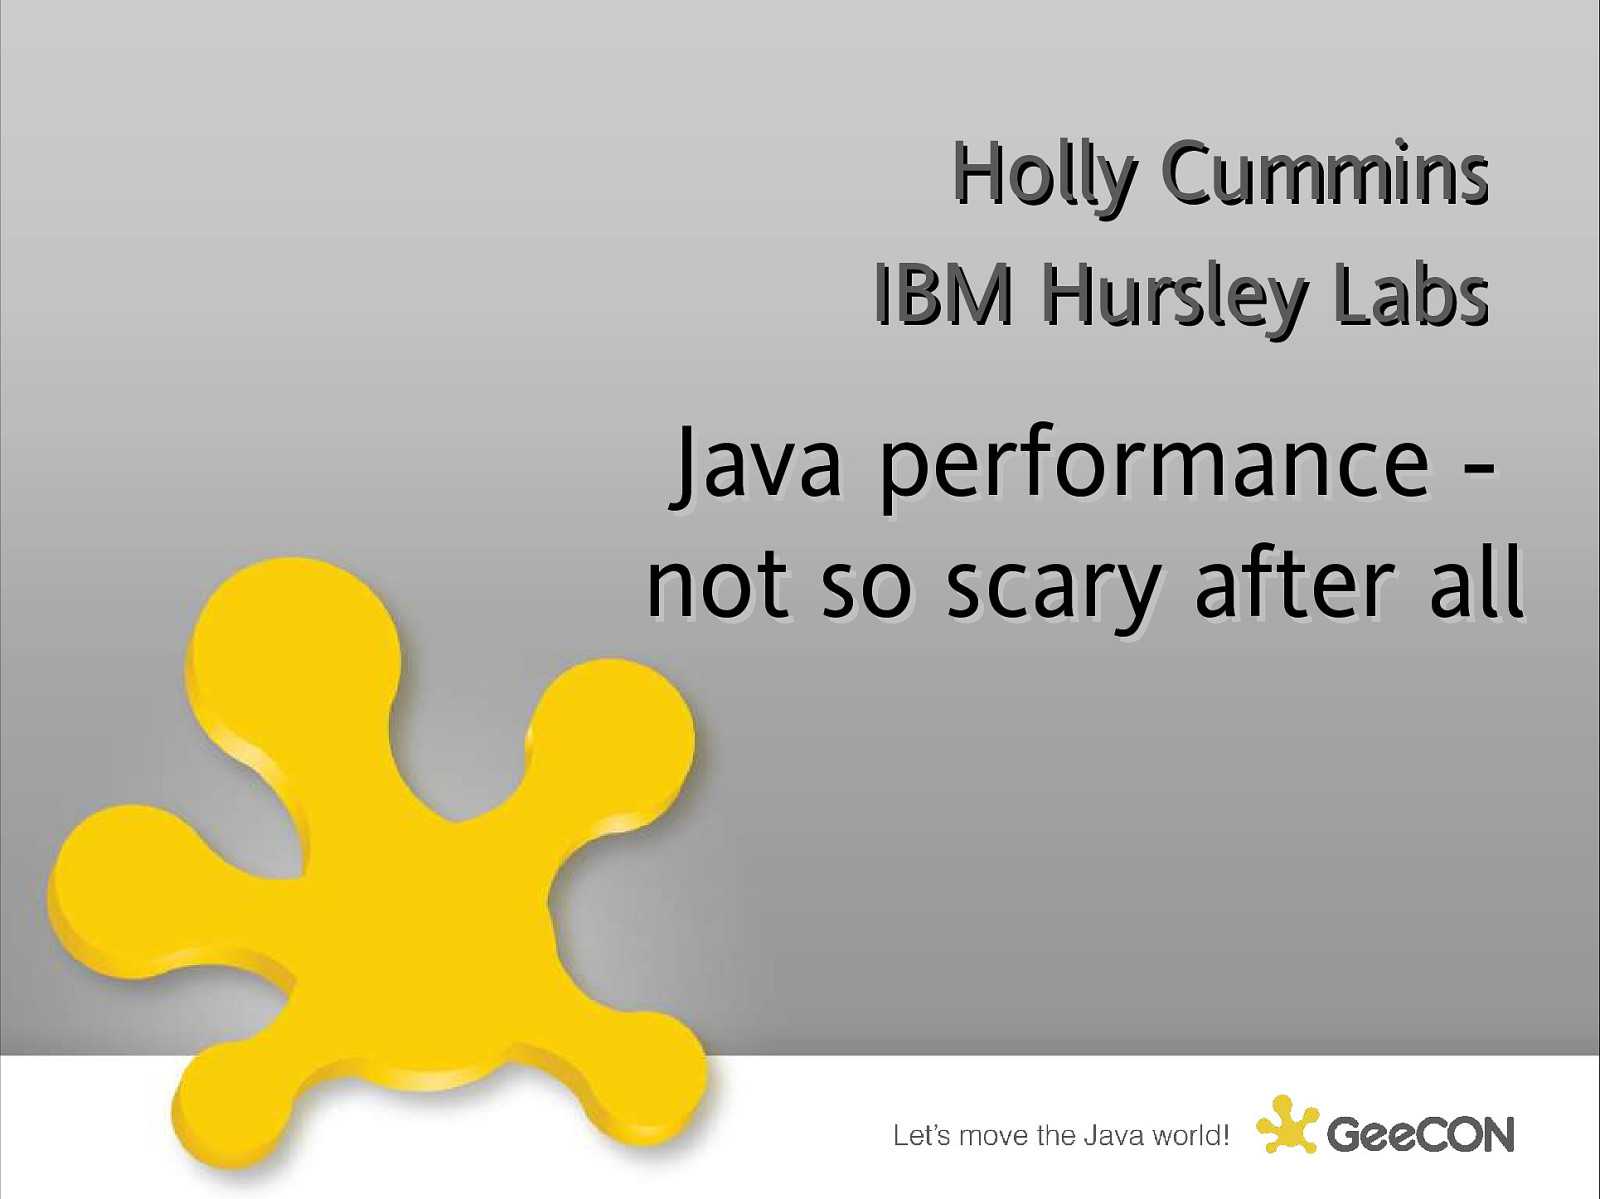 Holly Cummins
IBM Hursley Labs
Java performance -
not so scary after all
Let's move the Java world!
GeeCON